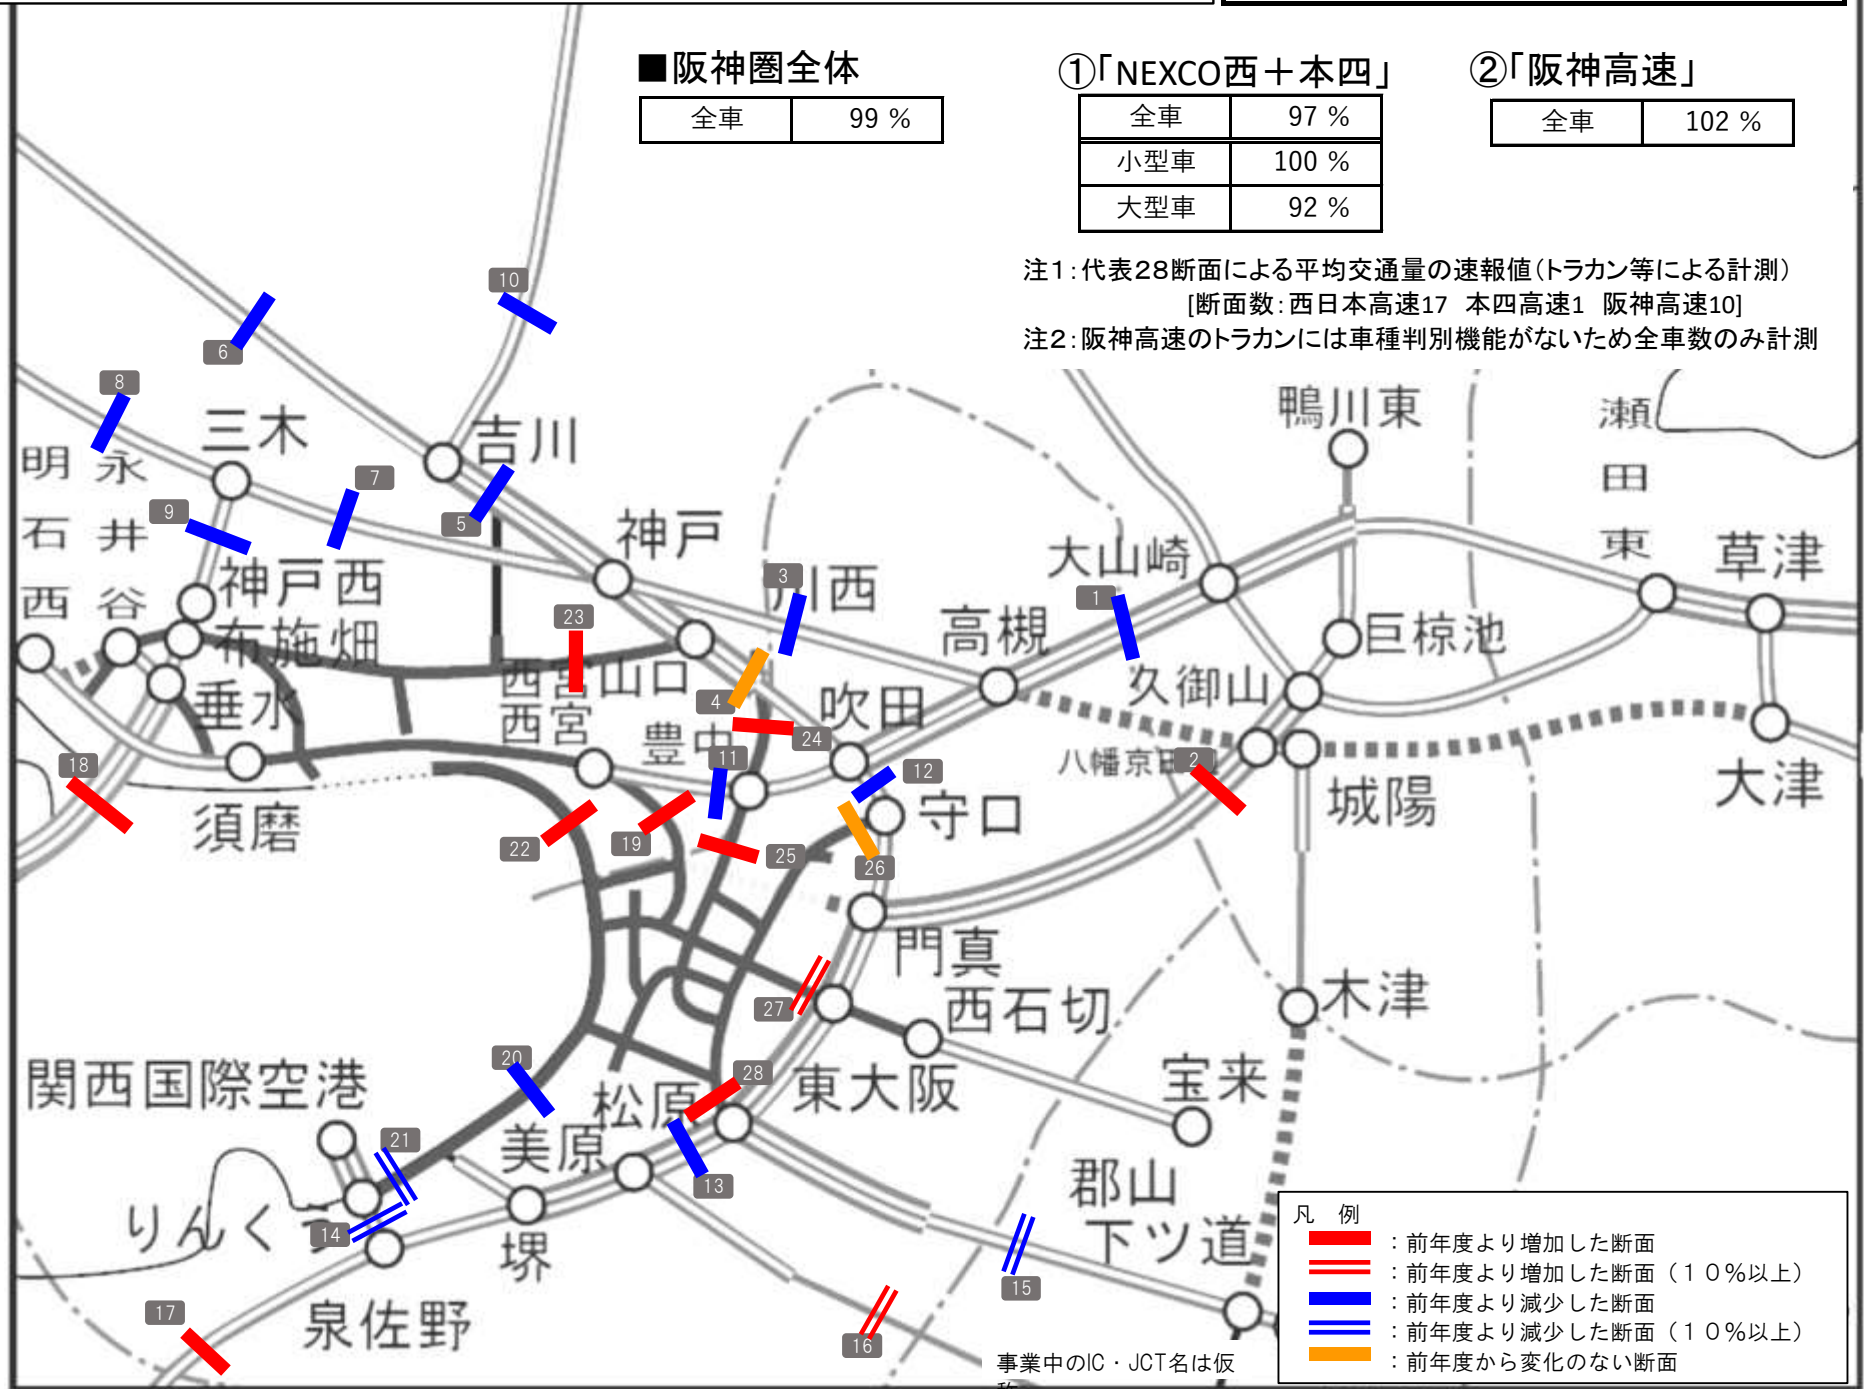 ■阪神圏全体
全車 99 %
①「NEXCO西＋本四」
全車 97 %
小型車 100 %
大型車 92 %
②「阪神高速」
全車 102 %
注１：代表２８断面による平均交通量の速報値（トラカン等による計測）
［断面数：西日本高速17 本四高速1 阪神高速10］
注２：阪神高速のトラカンには車種判別機能がないため全車数のみ計測
10
6
8
三木
吉川
7
9
5
明石西
永井谷
神戸西
布施畑
垂水
神戸
3
川西
23
西宮山口
西宮
4
24
豊中
11
吹田
12
高槻
大山崎
1
鴨川東
瀬田東
草津
巨椋池
久御山
八幡京田
2
城陽
大津
18
須磨
22
19
25
守口
26
門真
西石切
27
木津
宝来
東大阪
28
松原
20
関西国際空港
21
美原
13
りんくう
14
堺
泉佐野
17
郡山
下ツ道
15
16
事業中のIC・JCT名は仮
凡 例
：前年度より増加した断面
：前年度より増加した断面（１０％以上）
：前年度より減少した断面
：前年度より減少した断面（１０％以上）
：前年度から変化のない断面